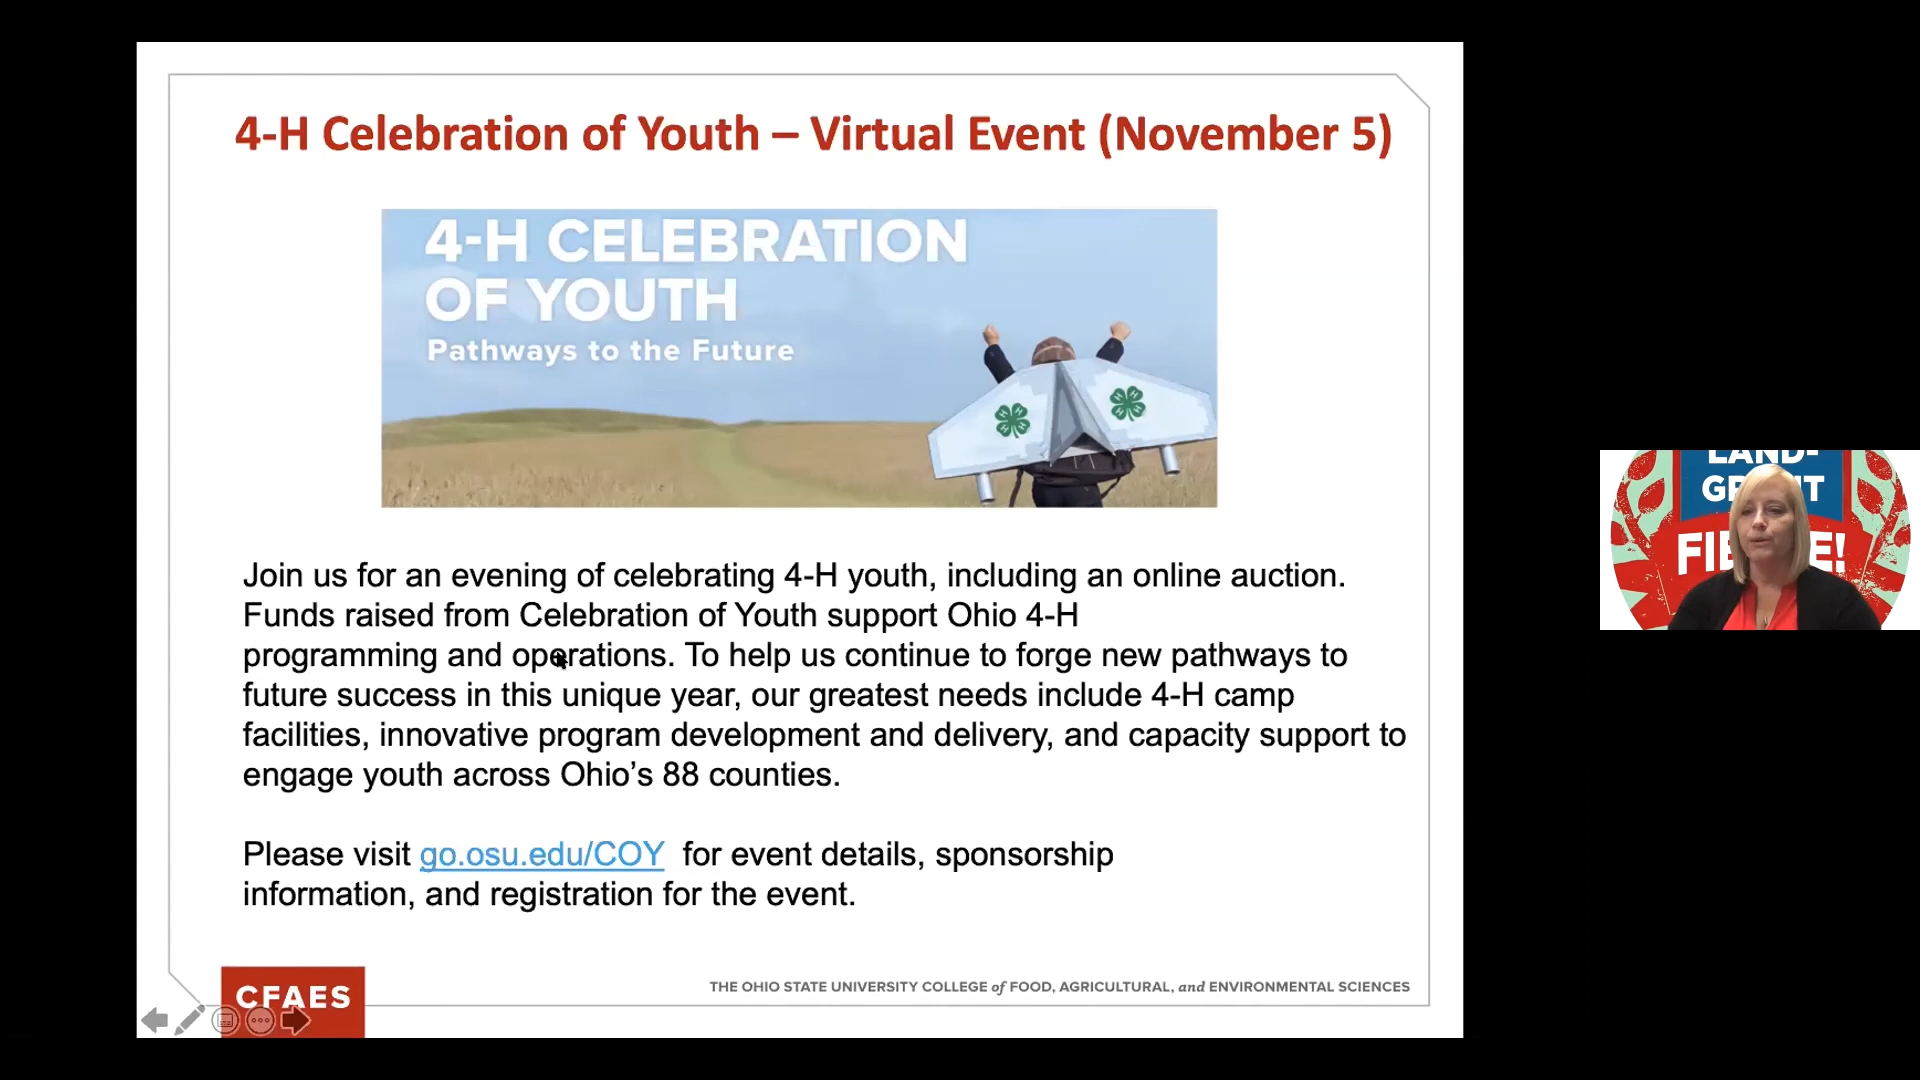 4-H Celebration of Youth – Virtual Event (November 5)
4-H CELEBRATION
OF YOUTH
Pathways to the Future
Join us for an evening of celebrating 4-H youth, including an online auction.
Funds raised from Celebration of Youth support Ohio 4-H
programming and operations. To help us continue to forge new pathways to
future success in this unique year, our greatest needs include 4-H camp
facilities, innovative program development and delivery, and capacity support to
engage youth across Ohio’s 88 counties.
Please visit go.osu.edu/COY for event details, sponsorship
information, and registration for the event.
CFAES
THE OHIO STATE UNIVERSITY COLLEGE of FOOD, AGRICULTURAL, and ENVIRONMENTAL SCIENCES
LAND-